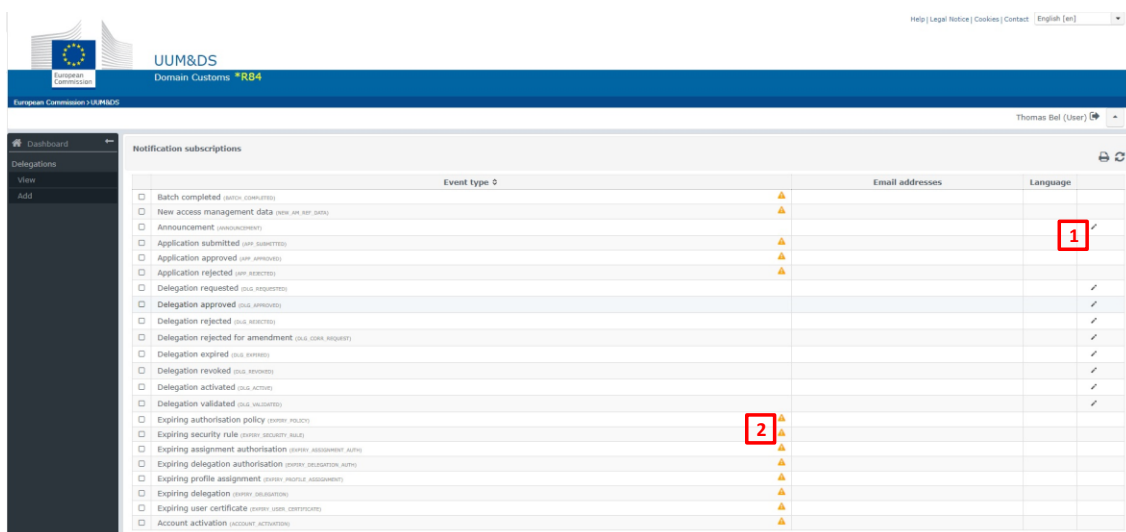 Help | Legal Notice | Cookies | Contact English [en]
European
Commission
UUM&DS
Domain Customs *R84
European Commission > UUM&DS
Thomas Bel (User)
Dashboard
Delegations
View
Add
Notification subscriptions
Event type Email addresses Language
Batch completed (BATCH_COMPLETED)
New access management data (NEW_AM_REF_DATA)
Announcement (ANNOUNCEMENT)
1
Application submitted (APP_SUBMITTED)
Application approved (APP_APPROVED)
Application rejected (APP_REJECTED)
Delegation requested (DLG_REQUESTED)
Delegation approved (DLG_APPROVED)
Delegation rejected (DLG_REJECTED)
Delegation rejected for amendment (DLG_CORR_REQUEST)
Delegation expired (DLG_EXPIRED)
Delegation revoked (DLG_REVOKED)
Delegation activated (DLG_ACTIVE)
Delegation validated (DLG_VALIDATED)
Expiring authorisation policy (EXPIRY_POLICY)
2
Expiring security rule (EXPIRY_SECURITY_RULE)
Expiring assignment authorisation (EXPIRY_ASSIGNMENT_AUTH)
Expiring delegation authorisation (EXPIRY_DELEGATION_AUTH)
Expiring profile assignment (EXPIRY_PROFILE_ASSIGNMENT)
Expiring delegation (EXPIRY_DELEGATION)
Expiring user certificate (EXPIRY_USER_CERTIFICATE)
Account activation (ACCOUNT_ACTIVATION)